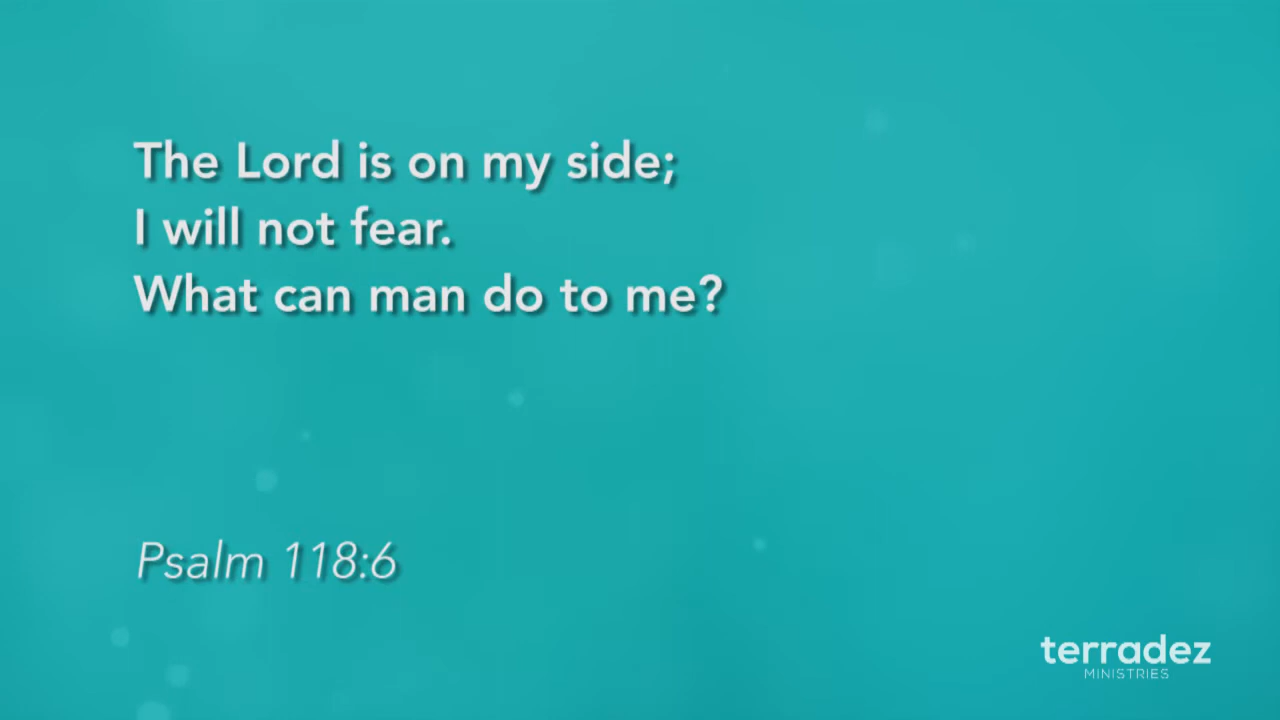 The Lord is on my side;
I will not fear.
What can man do to me?
Psalm 118:6
terradez
MINISTRIES